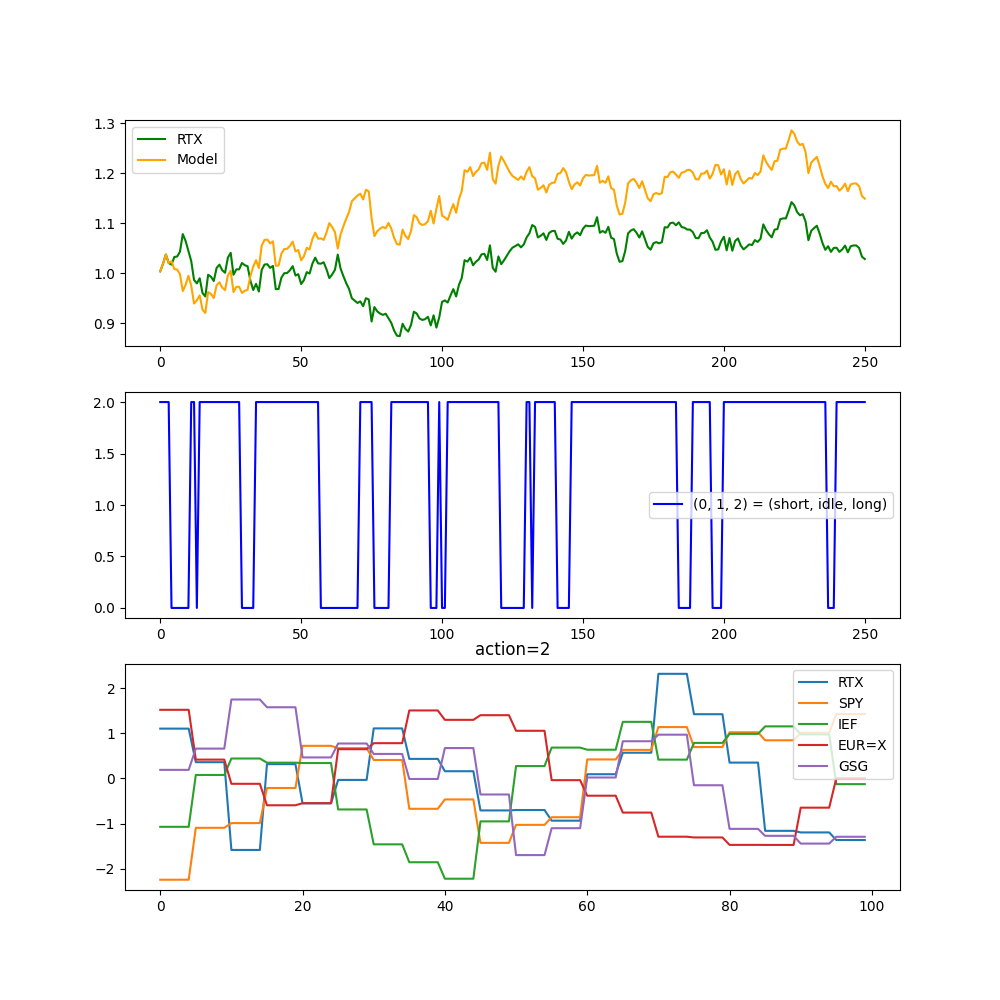 1.3
1.2
1.1
1.0
0.9
RTX
Model
0 50 100 150 200 250
2.0
1.5
1.0
0.5
0.0
(0, 1, 2) = (short, idle, long)
0 50 100 150 200 250
action=2
2
1
0
−1
−2
RTX
SPY
IEF
EUR=X
GSG
0 20 40 60 80 100